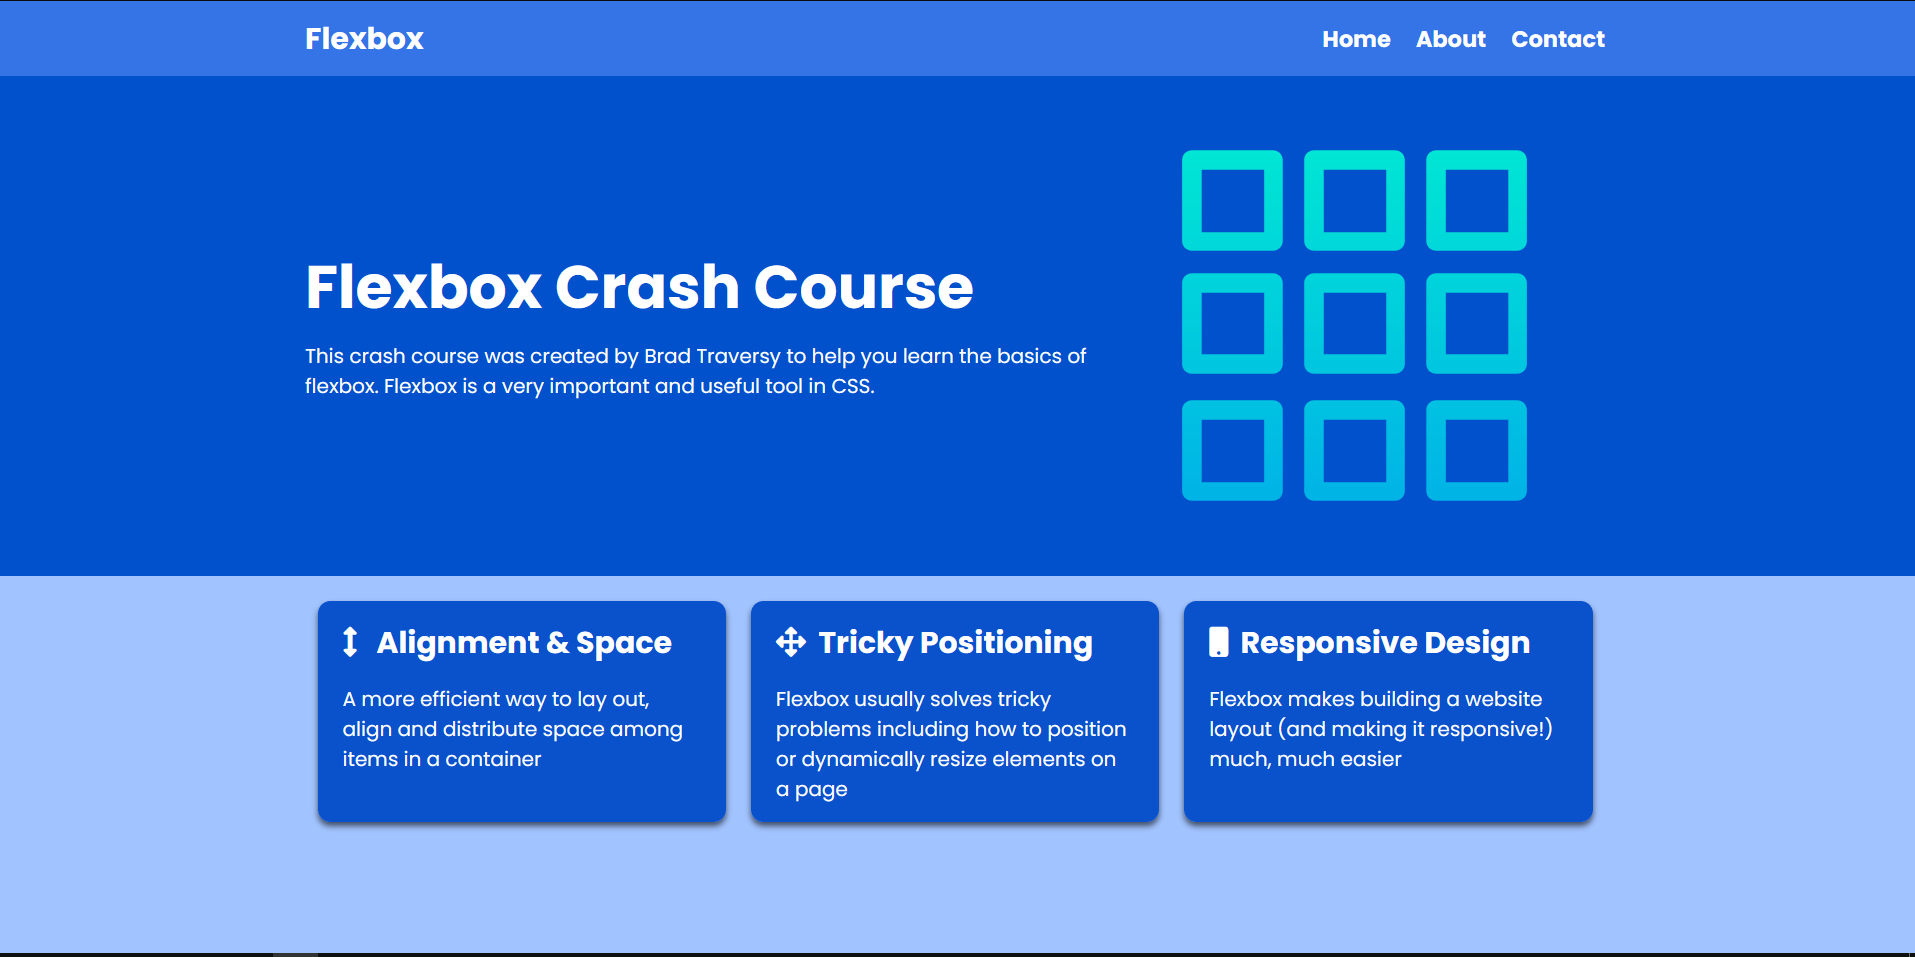 Flexbox
Home About Contact
Flexbox Crash Course
This crash course was created by Brad Traversy to help you learn the basics of
flexbox. Flexbox is a very important and useful tool in CSS.
Alignment & Space
A more efficient way to lay out,
align and distribute space among
items in a container
Tricky Positioning
Flexbox usually solves tricky
problems including how to position
or dynamically resize elements on
a page
Responsive Design
Flexbox makes building a website
layout (and making it responsive!)
much, much easier